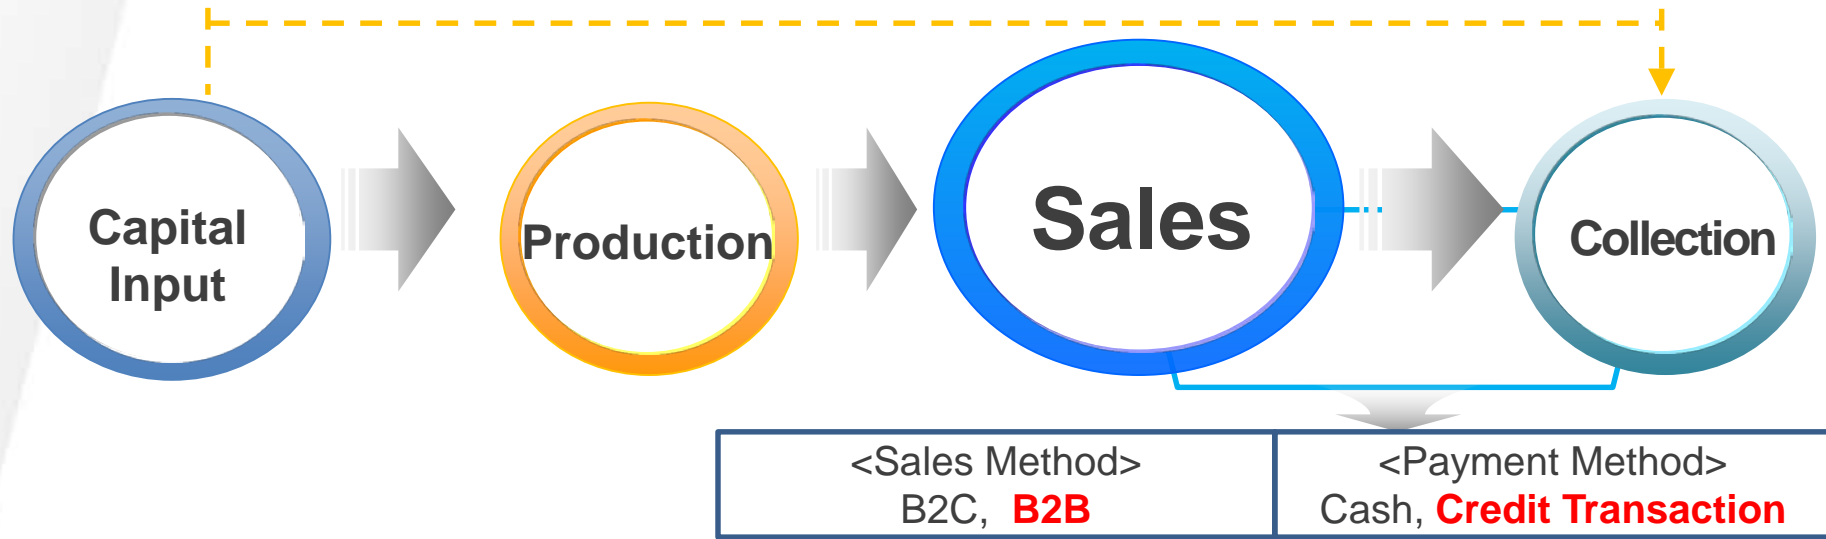 Capital
Input
Production
Sales
Collection
<Sales Method>
B2C, B2B
<Payment Method>
Cash, Credit Transaction